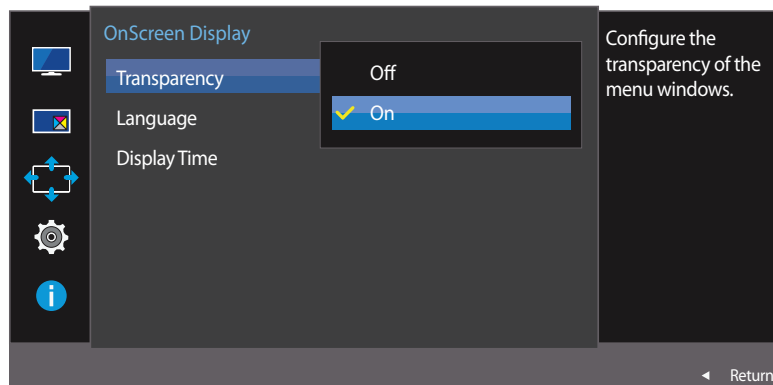 OnScreen Display
Transparency
Off
On
Language
Display Time
Configure the
transparency of the
menu windows.
Return